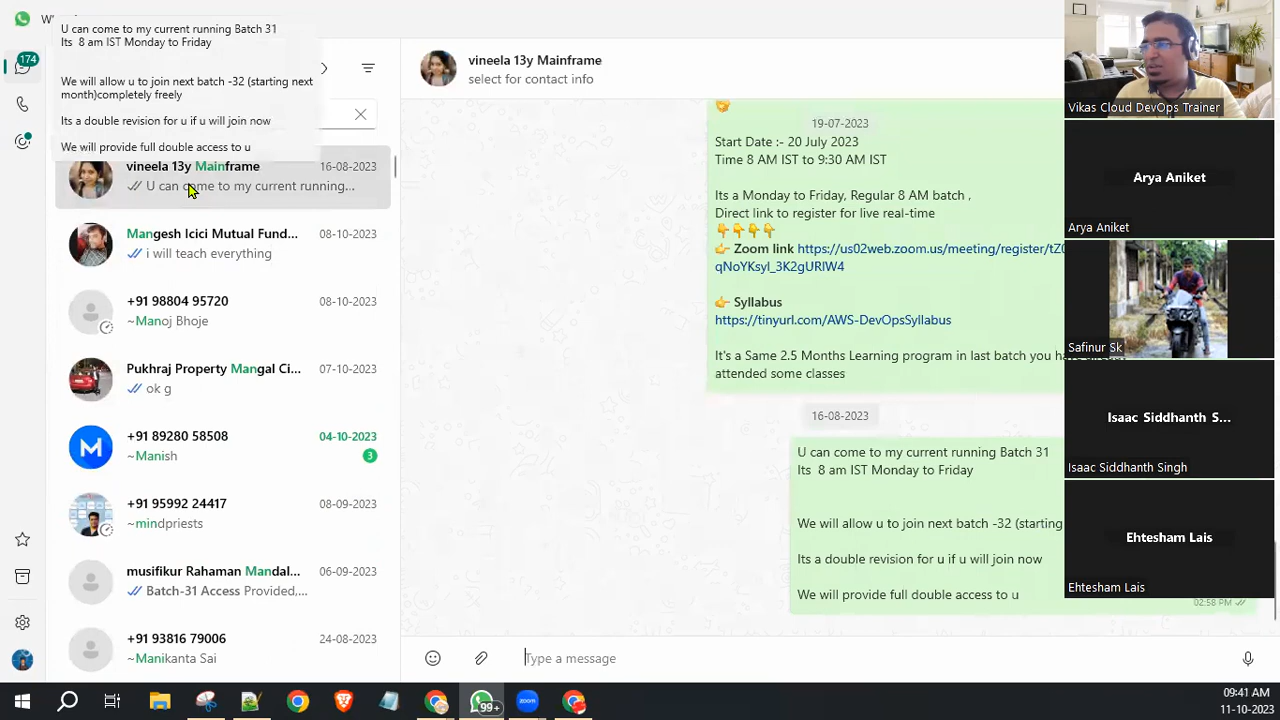 W
U can come to my current running Batch 31
Its 8 am IST Monday to Friday
We will allow u to join next batch -32 (starting next
month)completely freely
Its a double revision for u if u will join now
We will provide full double access to u
174
vineela 13y Mainframe
16-08-2023
U can come to my current running...
Mangesh Icici Mutual Fund...
08-10-2023
i will teach everything
+91 98804 95720
08-10-2023
~Manoj Bhoje
Pukhraj Property Mangal Ci...
07-10-2023
ok g
+91 89280 58508
04-10-2023
~Manish
3
+91 95992 24417
08-09-2023
~mindpriests
musifikur Rahaman Mandal...
06-09-2023
Batch-31 Access Provided,...
+91 93816 79006
24-08-2023
~Manikanta Sai
vineela 13y Mainframe
select for contact info
19-07-2023
Start Date :- 20 July 2023
Time 8 AM IST to 9:30 AM IST
Its a Monday to Friday, Regular 8 AM batch ,
Direct link to register for live real-time
👇👇👇👇
👉 Zoom link https://us02web.zoom.us/meeting/register/tZ
qNoYKsyl_3K2gURlW4
👉 Syllabus
https://tinyurl.com/AWS-DevOpsSyllabus
It's a Same 2.5 Months Learning program in last batch you have
attended some classes
16-08-2023
U can come to my current running Batch 31
Its 8 am IST Monday to Friday
We will allow u to join next batch -32 (starting
Its a double revision for u if u will join now
We will provide full double access to u
02:58 PM
Type a message
Vikas Cloud DevOps Trainer
Arya Aniket
Arya Aniket
Safinur Sk
Isaac Siddhanth S...
Isaac Siddhanth Singh
Ehtesham Lais
Ehtesham Lais
99+
zoom
09:41 AM
11-10-2023